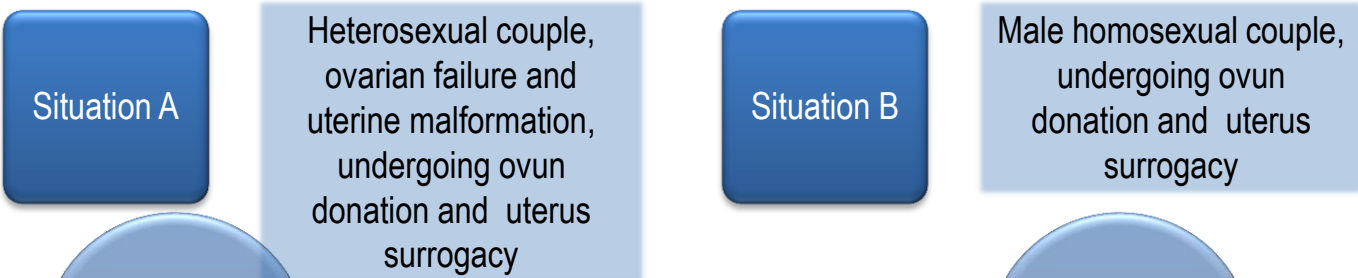 Situation A
Heterosexual couple,
ovarian failure and
uterine malformation,
undergoing ovun
donation and uterus
surrogacy
Situation B
Male homosexual couple,
undergoing ovun
donation and uterus
surrogacy